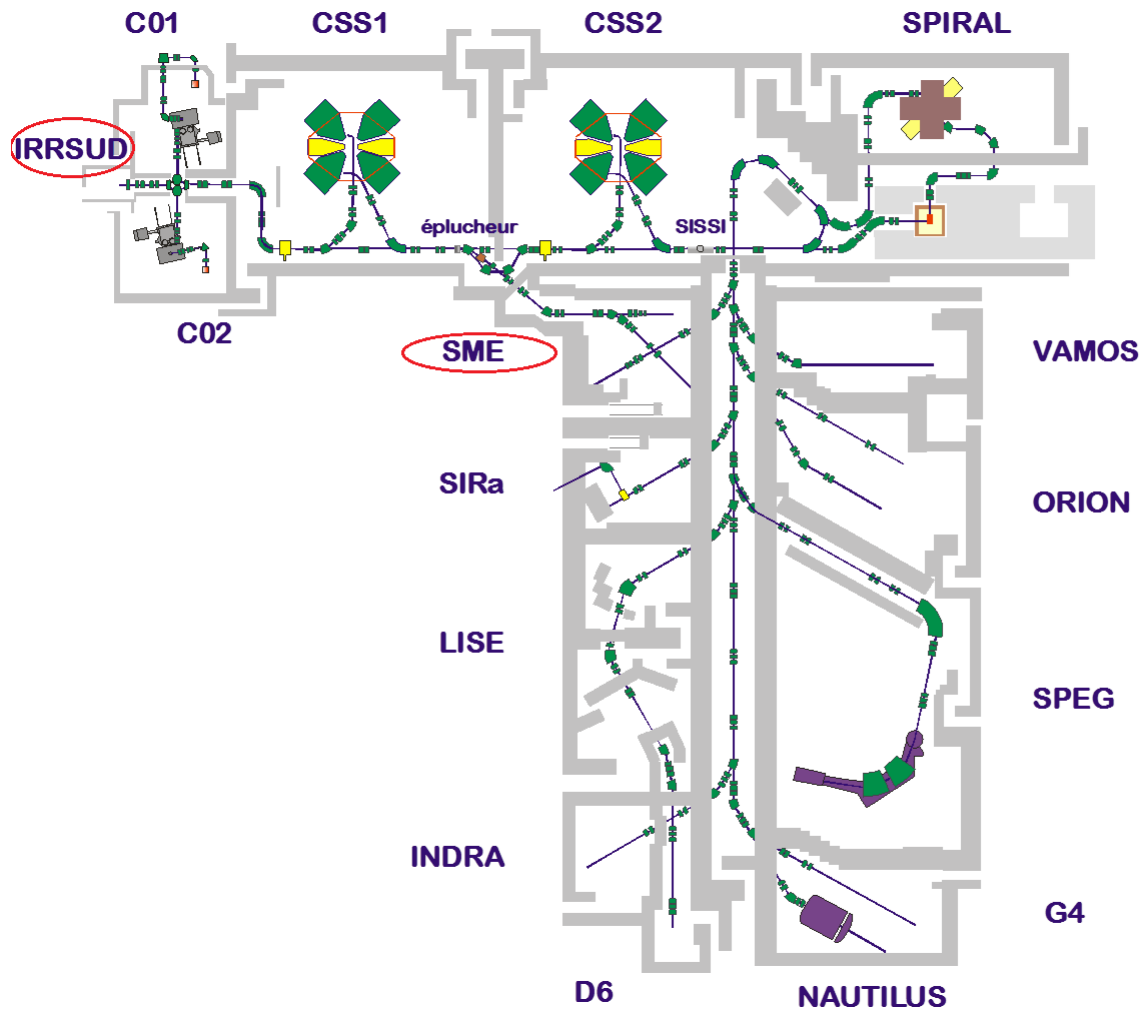 C01
CSS1
CSS2
SPIRAL
IRRSUD
éplucheur
SISSI
C02
SME
VAMOS
SIRa
ORION
LISE
SPEG
INDRA
G4
D6
NAUTILUS